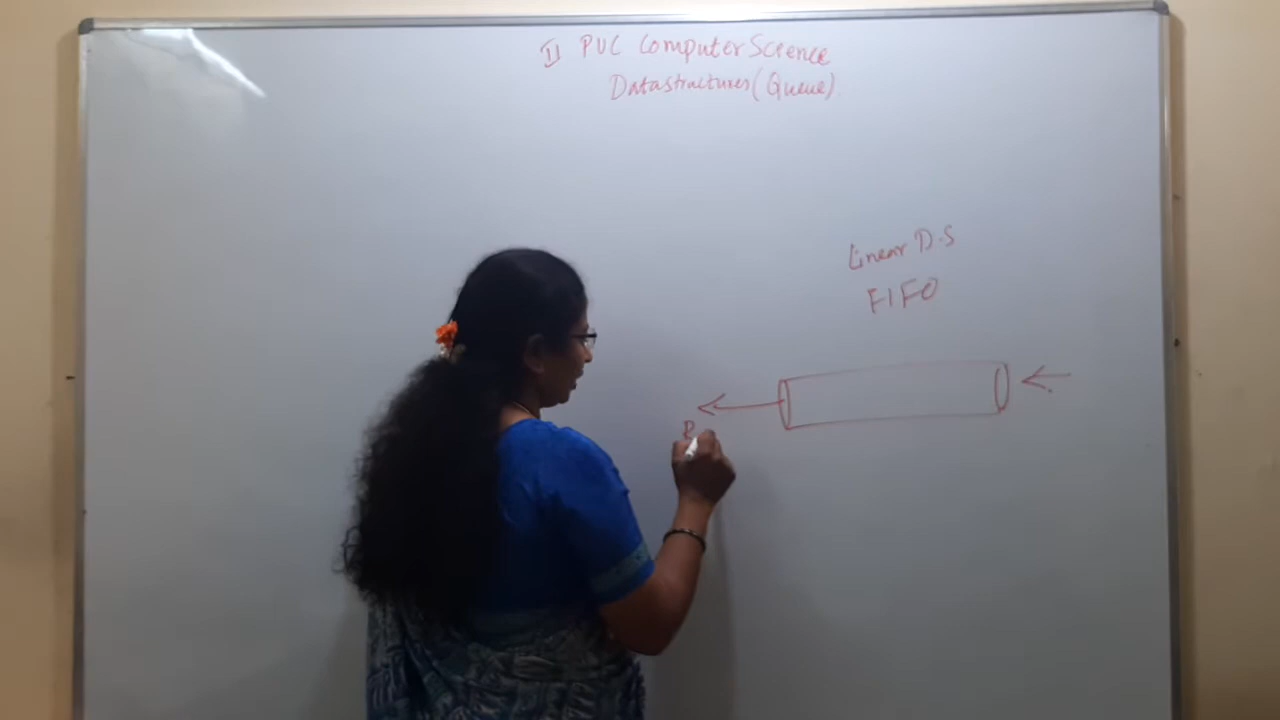 II PUC Computer Science
Datastructures (Queue)
Linear D.S
FIFO